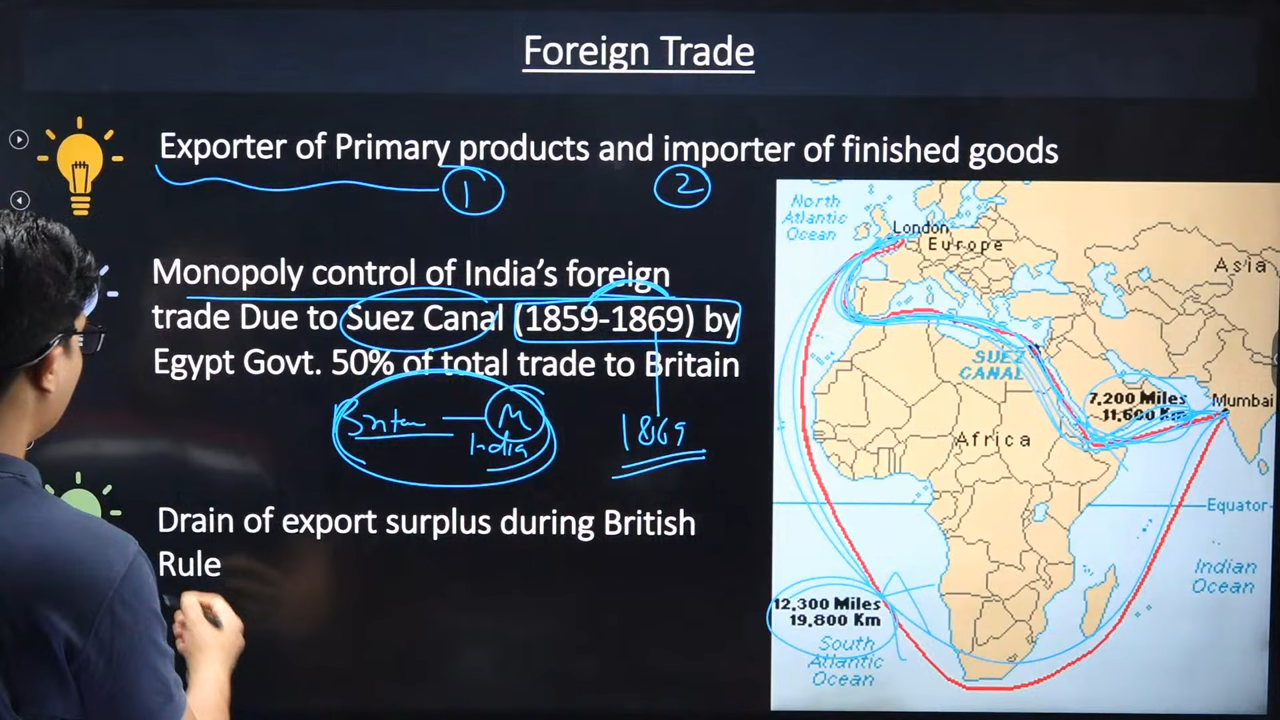 Foreign Trade
Exporter of Primary products and importer of finished goods
1
2
Monopoly control of India's foreign
trade Due to Suez Canal (1859-1869) by
Egypt Govt. 50% of total trade to Britain
Britain — M
India
1869
Drain of export surplus during British
Rule
North
Atlantic
Ocean
London
Europe
Asia
SUEZ
CANAL
7,200 Miles
11,600 Km
Mumbai
Africa
Equator
Indian
Ocean
12,300 Miles
19,800 Km
South
Atlantic
Ocean